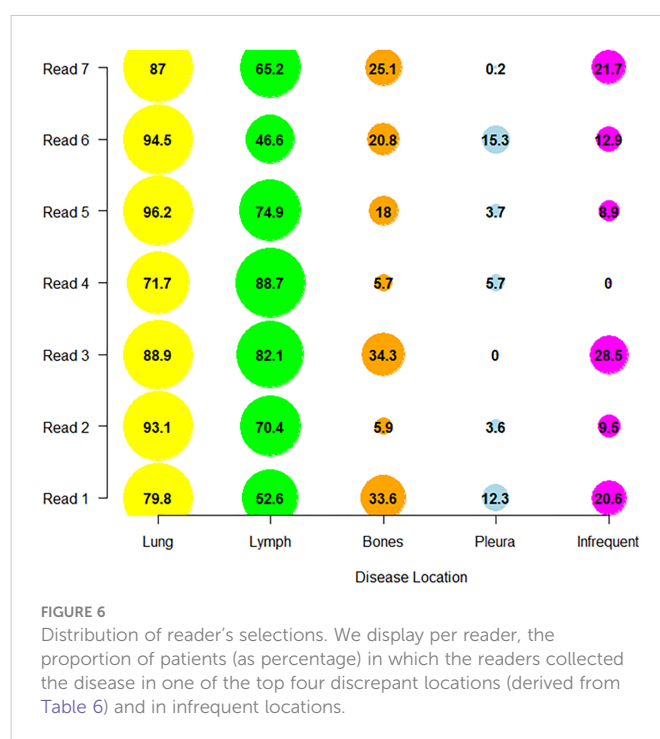 Read 7 87 65.2 25.1 0.2 21.7
Read 6 94.5 46.6 20.8 15.3 12.9
Read 5 96.2 74.9 18 3.7 8.9
Read 4 71.7 88.7 5.7 5.7 0
Read 3 88.9 82.1 34.3 0 28.5
Read 2 93.1 70.4 5.9 3.6 9.5
Read 1 79.8 52.6 33.6 12.3 20.6
Lung Lymph Bones Pleura Infrequent
Disease Location
FIGURE 6
Distribution of reader's selections. We display per reader, the
proportion of patients (as percentage) in which the readers collected
the disease in one of the top four discrepant locations (derived from
Table 6) and in infrequent locations.